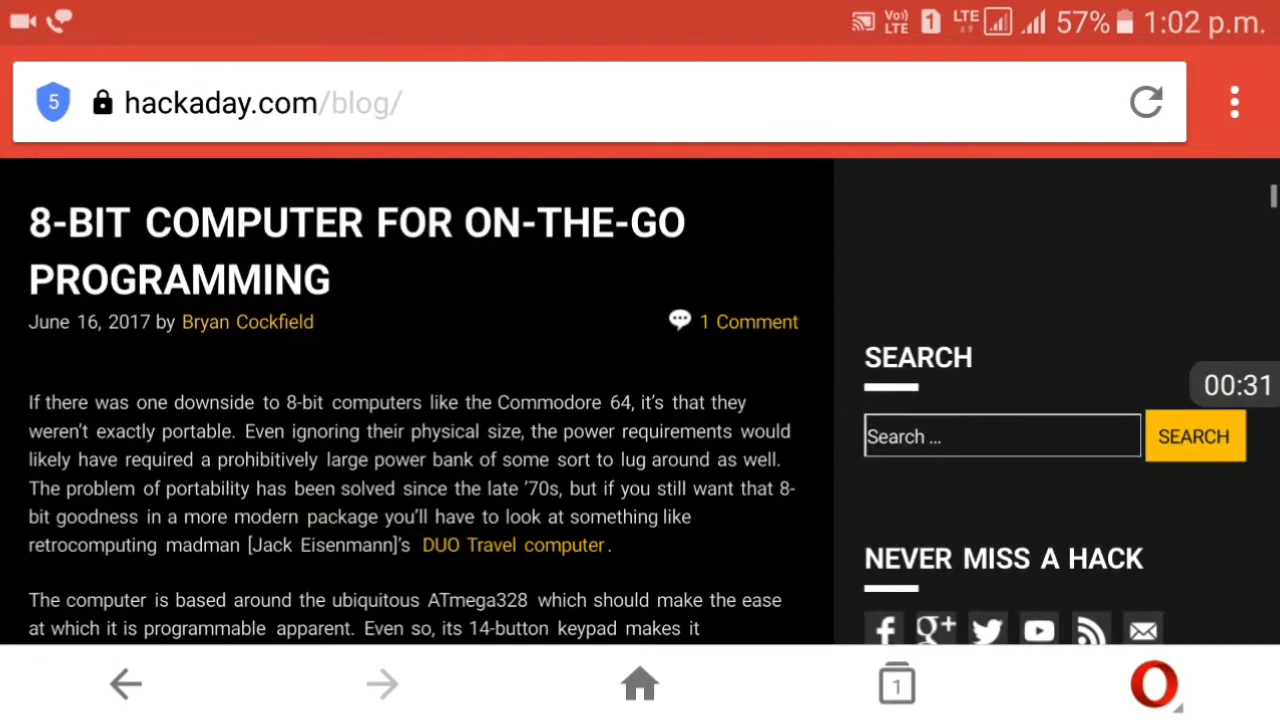 Vo)
LTE
1
LTE
57%
1:02 p.m.
5
hackaday.com/blog/
8-BIT COMPUTER FOR ON-THE-GO
PROGRAMMING
June 16, 2017 by Bryan Cockfield
1 Comment
If there was one downside to 8-bit computers like the Commodore 64, it’s that they
weren’t exactly portable. Even ignoring their physical size, the power requirements would
likely have required a prohibitively large power bank of some sort to lug around as well.
The problem of portability has been solved since the late ’70s, but if you still want that 8-
bit goodness in a more modern package you’ll have to look at something like
retrocomputing madman [Jack Eisenmann]’s DUO Travel computer.
The computer is based around the ubiquitous ATmega328 which should make the ease
at which it is programmable apparent. Even so, its 14-button keypad makes it
SEARCH
Search ...
SEARCH
00:31
NEVER MISS A HACK
f
g+
1